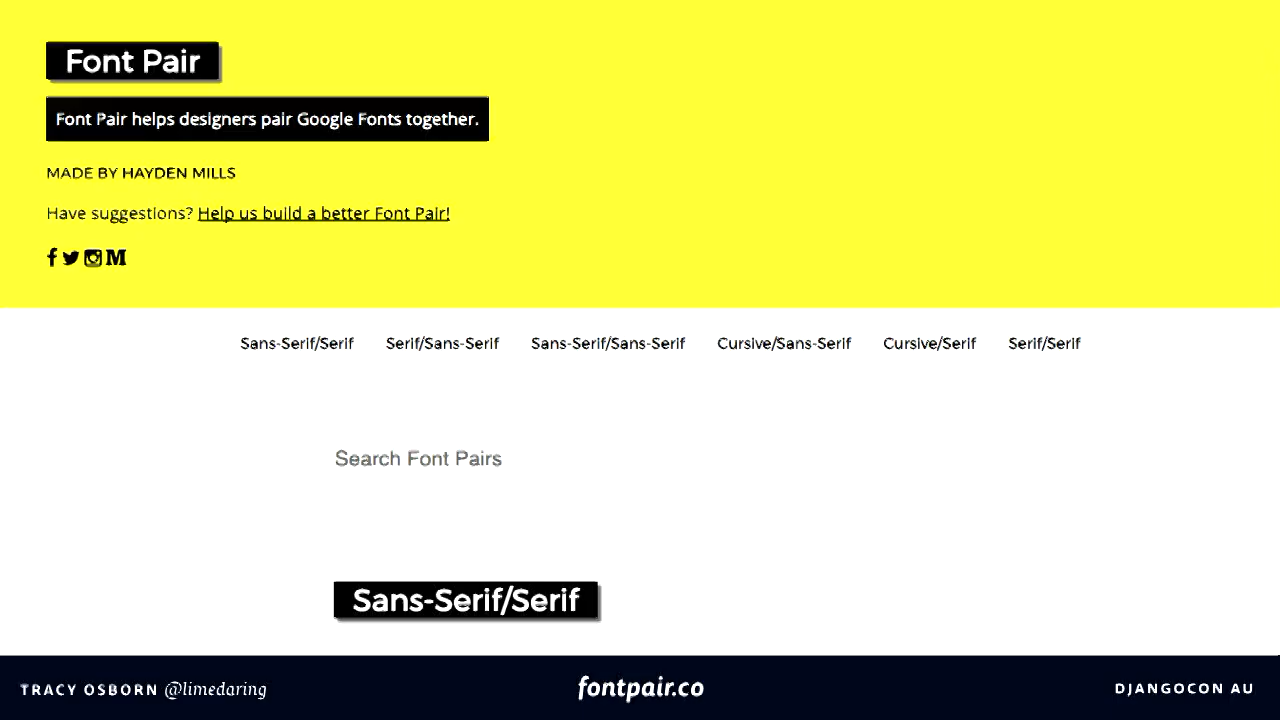 Font Pair
Font Pair helps designers pair Google Fonts together.
MADE BY HAYDEN MILLS
Have suggestions? Help us build a better Font Pair!
Sans-Serif/Serif Serif/Sans-Serif Sans-Serif/Sans-Serif Cursive/Sans-Serif Cursive/Serif Serif/Serif
Search Font Pairs
Sans-Serif/Serif
TRACY OSBORN @limedaring fontpair.co DJANGOCON AU